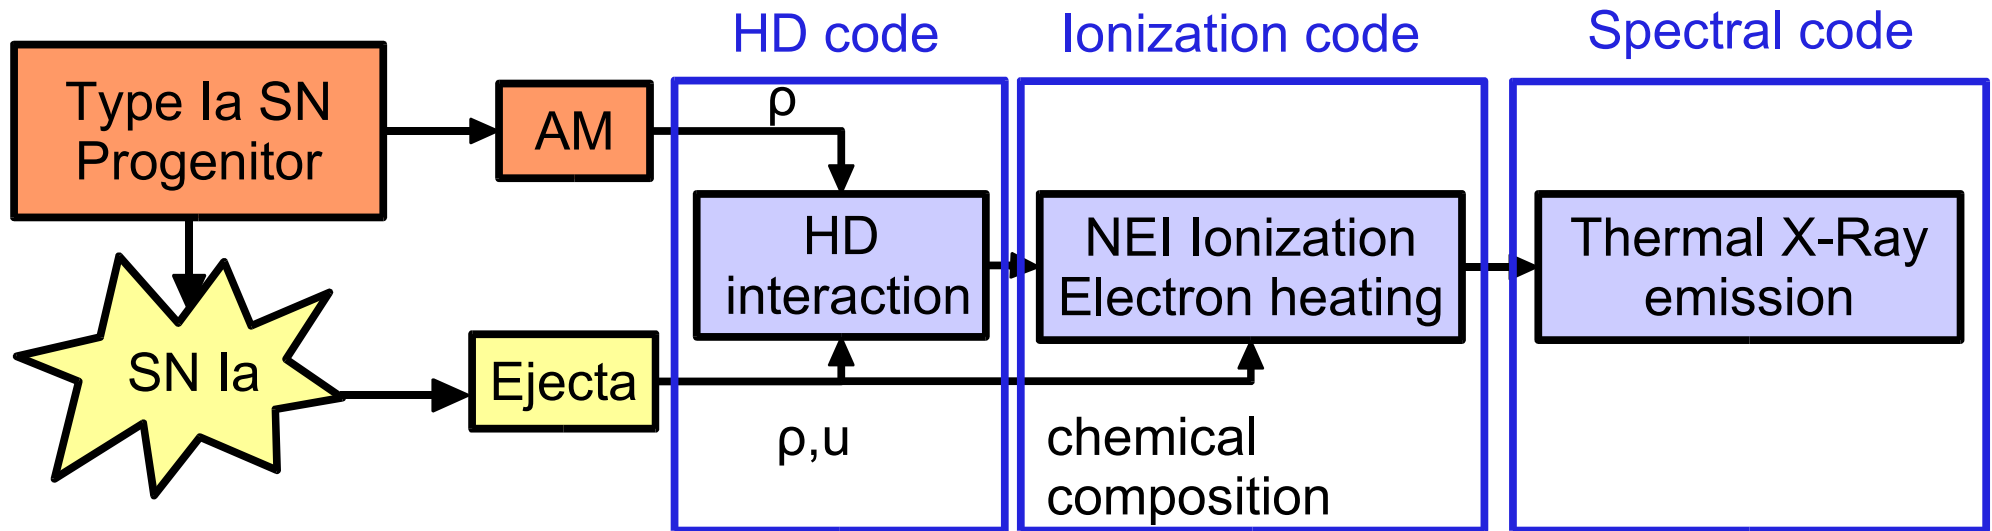 HD code
Ionization code
Spectral code
Type Ia SN
Progenitor
AM
ρ
HD
interaction
NEI Ionization
Electron heating
Thermal X-Ray
emission
SN Ia
Ejecta
ρ,u
chemical
composition